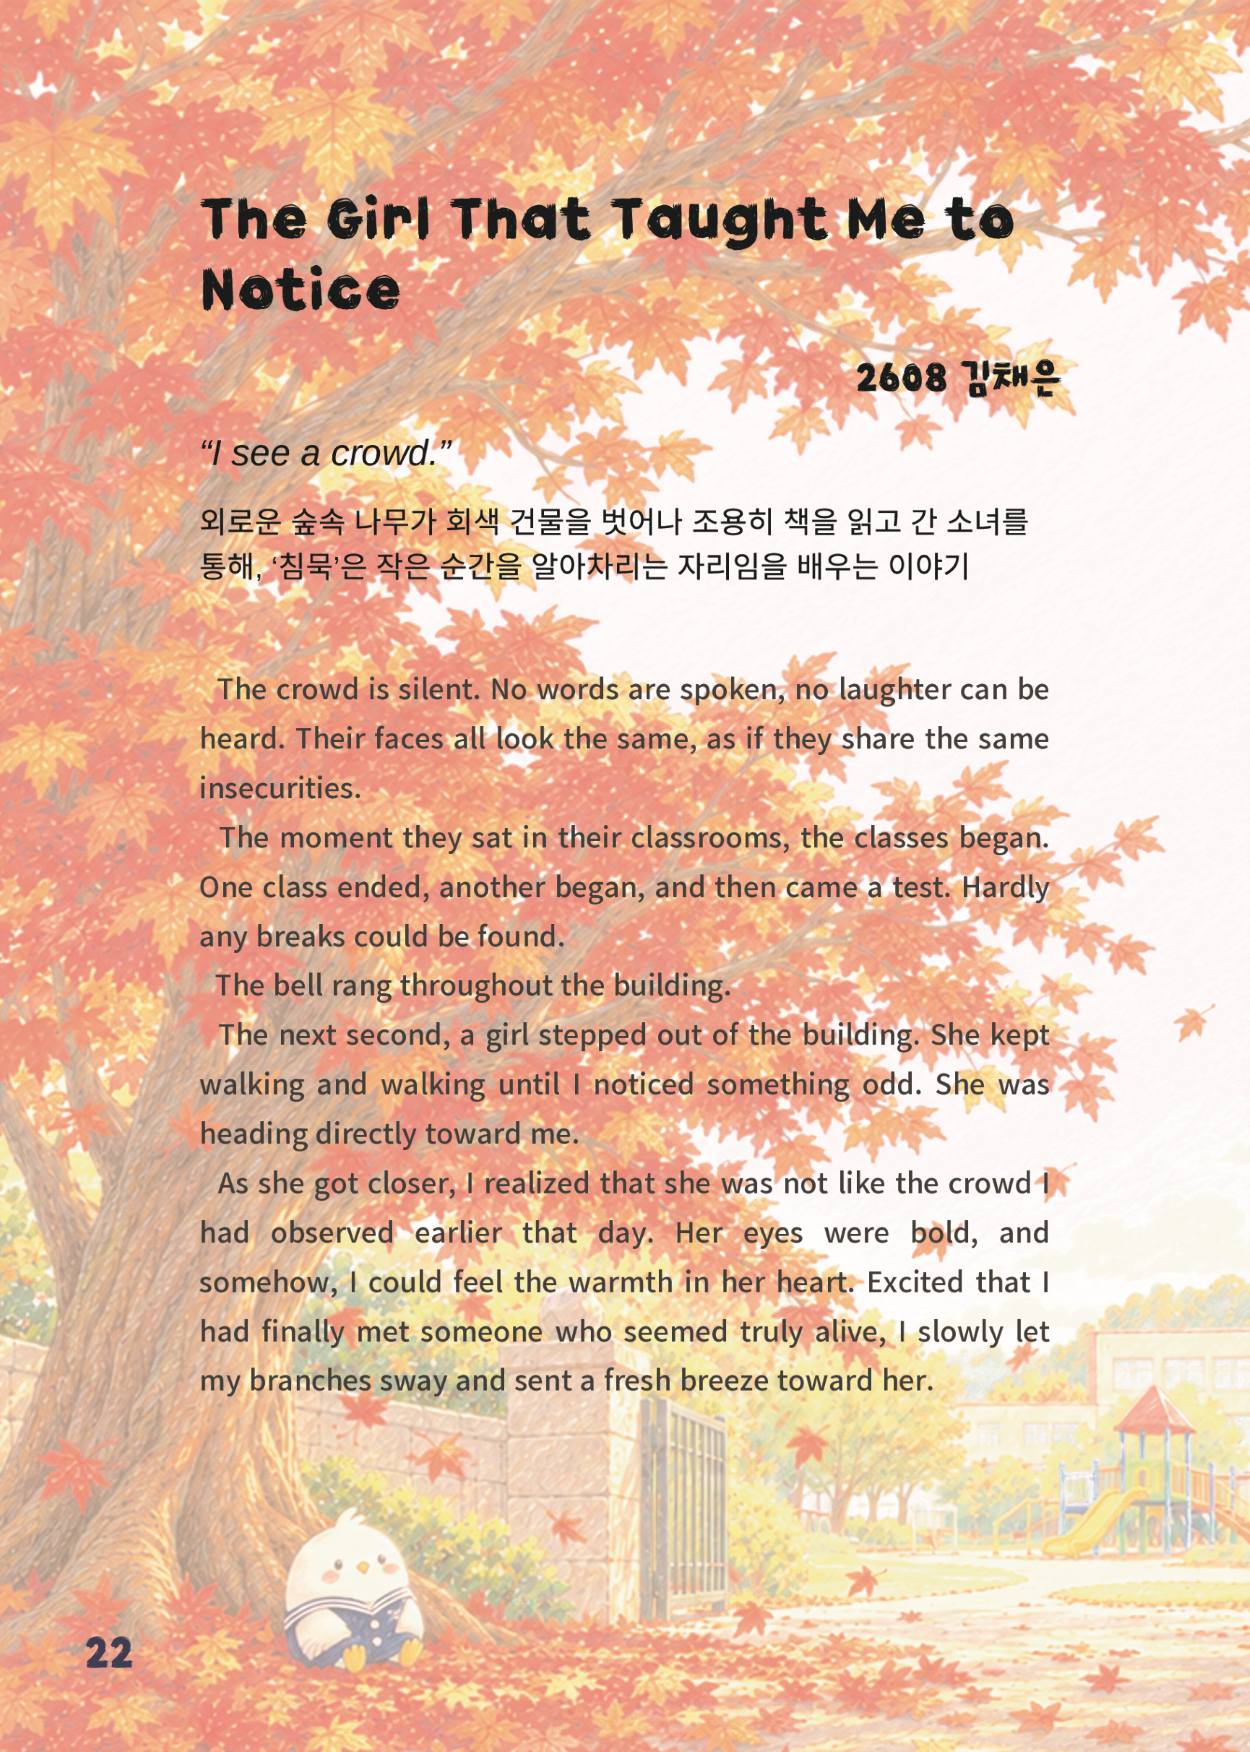 The Girl That Taught Me to
Notice
2608 김채은
“I see a crowd.”
외로운 숲속 나무가 회색 건물을 벗어나 조용히 책을 읽고 간 소녀를
통해, ‘침묵’은 작은 순간을 알아차리는 자리임을 배우는 이야기
The crowd is silent. No words are spoken, no laughter can be
heard. Their faces all look the same, as if they share the same
insecurities.
The moment they sat in their classrooms, the classes began.
One class ended, another began, and then came a test. Hardly
any breaks could be found.
The bell rang throughout the building.
The next second, a girl stepped out of the building. She kept
walking and walking until I noticed something odd. She was
heading directly toward me.
As she got closer, I realized that she was not like the crowd I
had observed earlier that day. Her eyes were bold, and
somehow, I could feel the warmth in her heart. Excited that I
had finally met someone who seemed truly alive, I slowly let
my branches sway and sent a fresh breeze toward her.
22